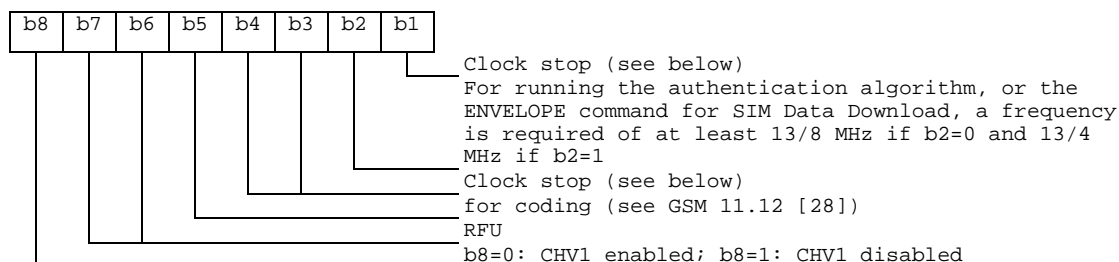 b8 b7 b6 b5 b4 b3 b2 b1
Clock stop (see below)
For running the authentication algorithm, or the
ENVELOPE command for SIM Data Download, a frequency
is required of at least 13/8 MHz if b2=0 and 13/4
MHz if b2=1
Clock stop (see below)
for coding (see GSM 11.12 [28])
RFU
b8=0: CHV1 enabled; b8=1: CHV1 disabled